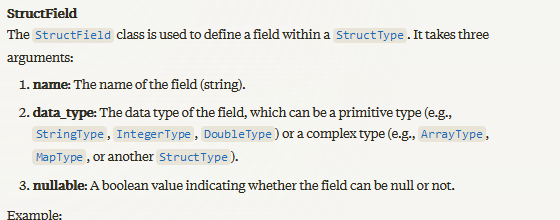 StructField
The StructField class is used to define a field within a StructType. It takes three
arguments:
1. name: The name of the field (string).
2. data_type: The data type of the field, which can be a primitive type (e.g.,
StringType, IntegerType, DoubleType) or a complex type (e.g., ArrayType,
MapType, or another StructType).
3. nullable: A boolean value indicating whether the field can be null or not.
Example: